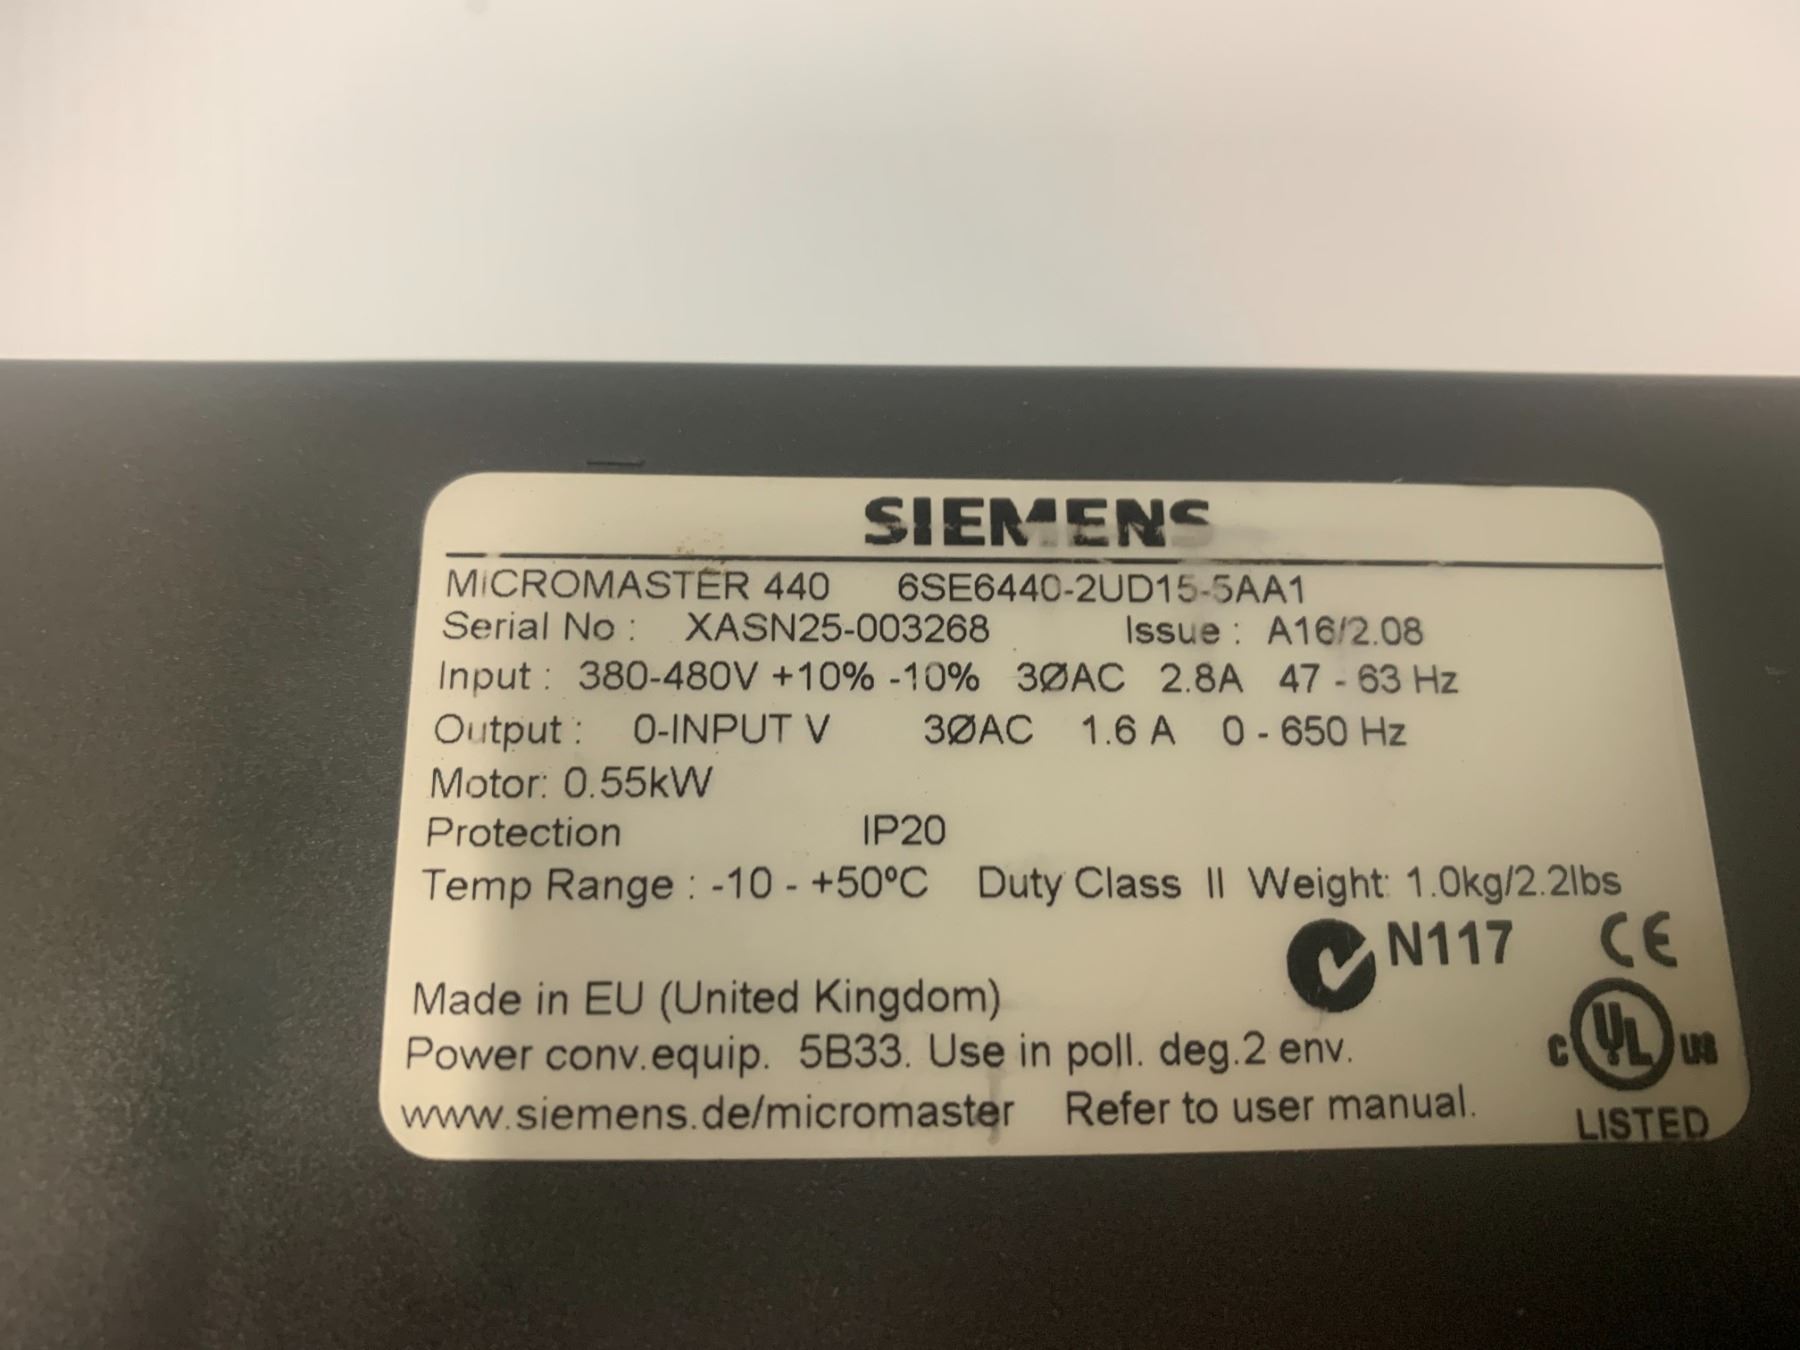 SIEMENS
MICROMASTER 440 6SE6440-2UD15-5AA1
Serial No : XASN25-003268 Issue : A16/2.08
Input : 380-480V +10% -10% 3ØAC 2.8A 47 - 63 Hz
Output : 0-INPUT V 3ØAC 1.6 A 0 - 650 Hz
Motor: 0.55kW
Protection IP20
Temp Range : -10 - +50ºC Duty Class II Weight: 1.0kg/2.2lbs
N117 CE
Made in EU (United Kingdom)
Power conv.equip. 5B33. Use in poll. deg.2 env.
C UL US
www.siemens.de/micromaster Refer to user manual.
LISTED